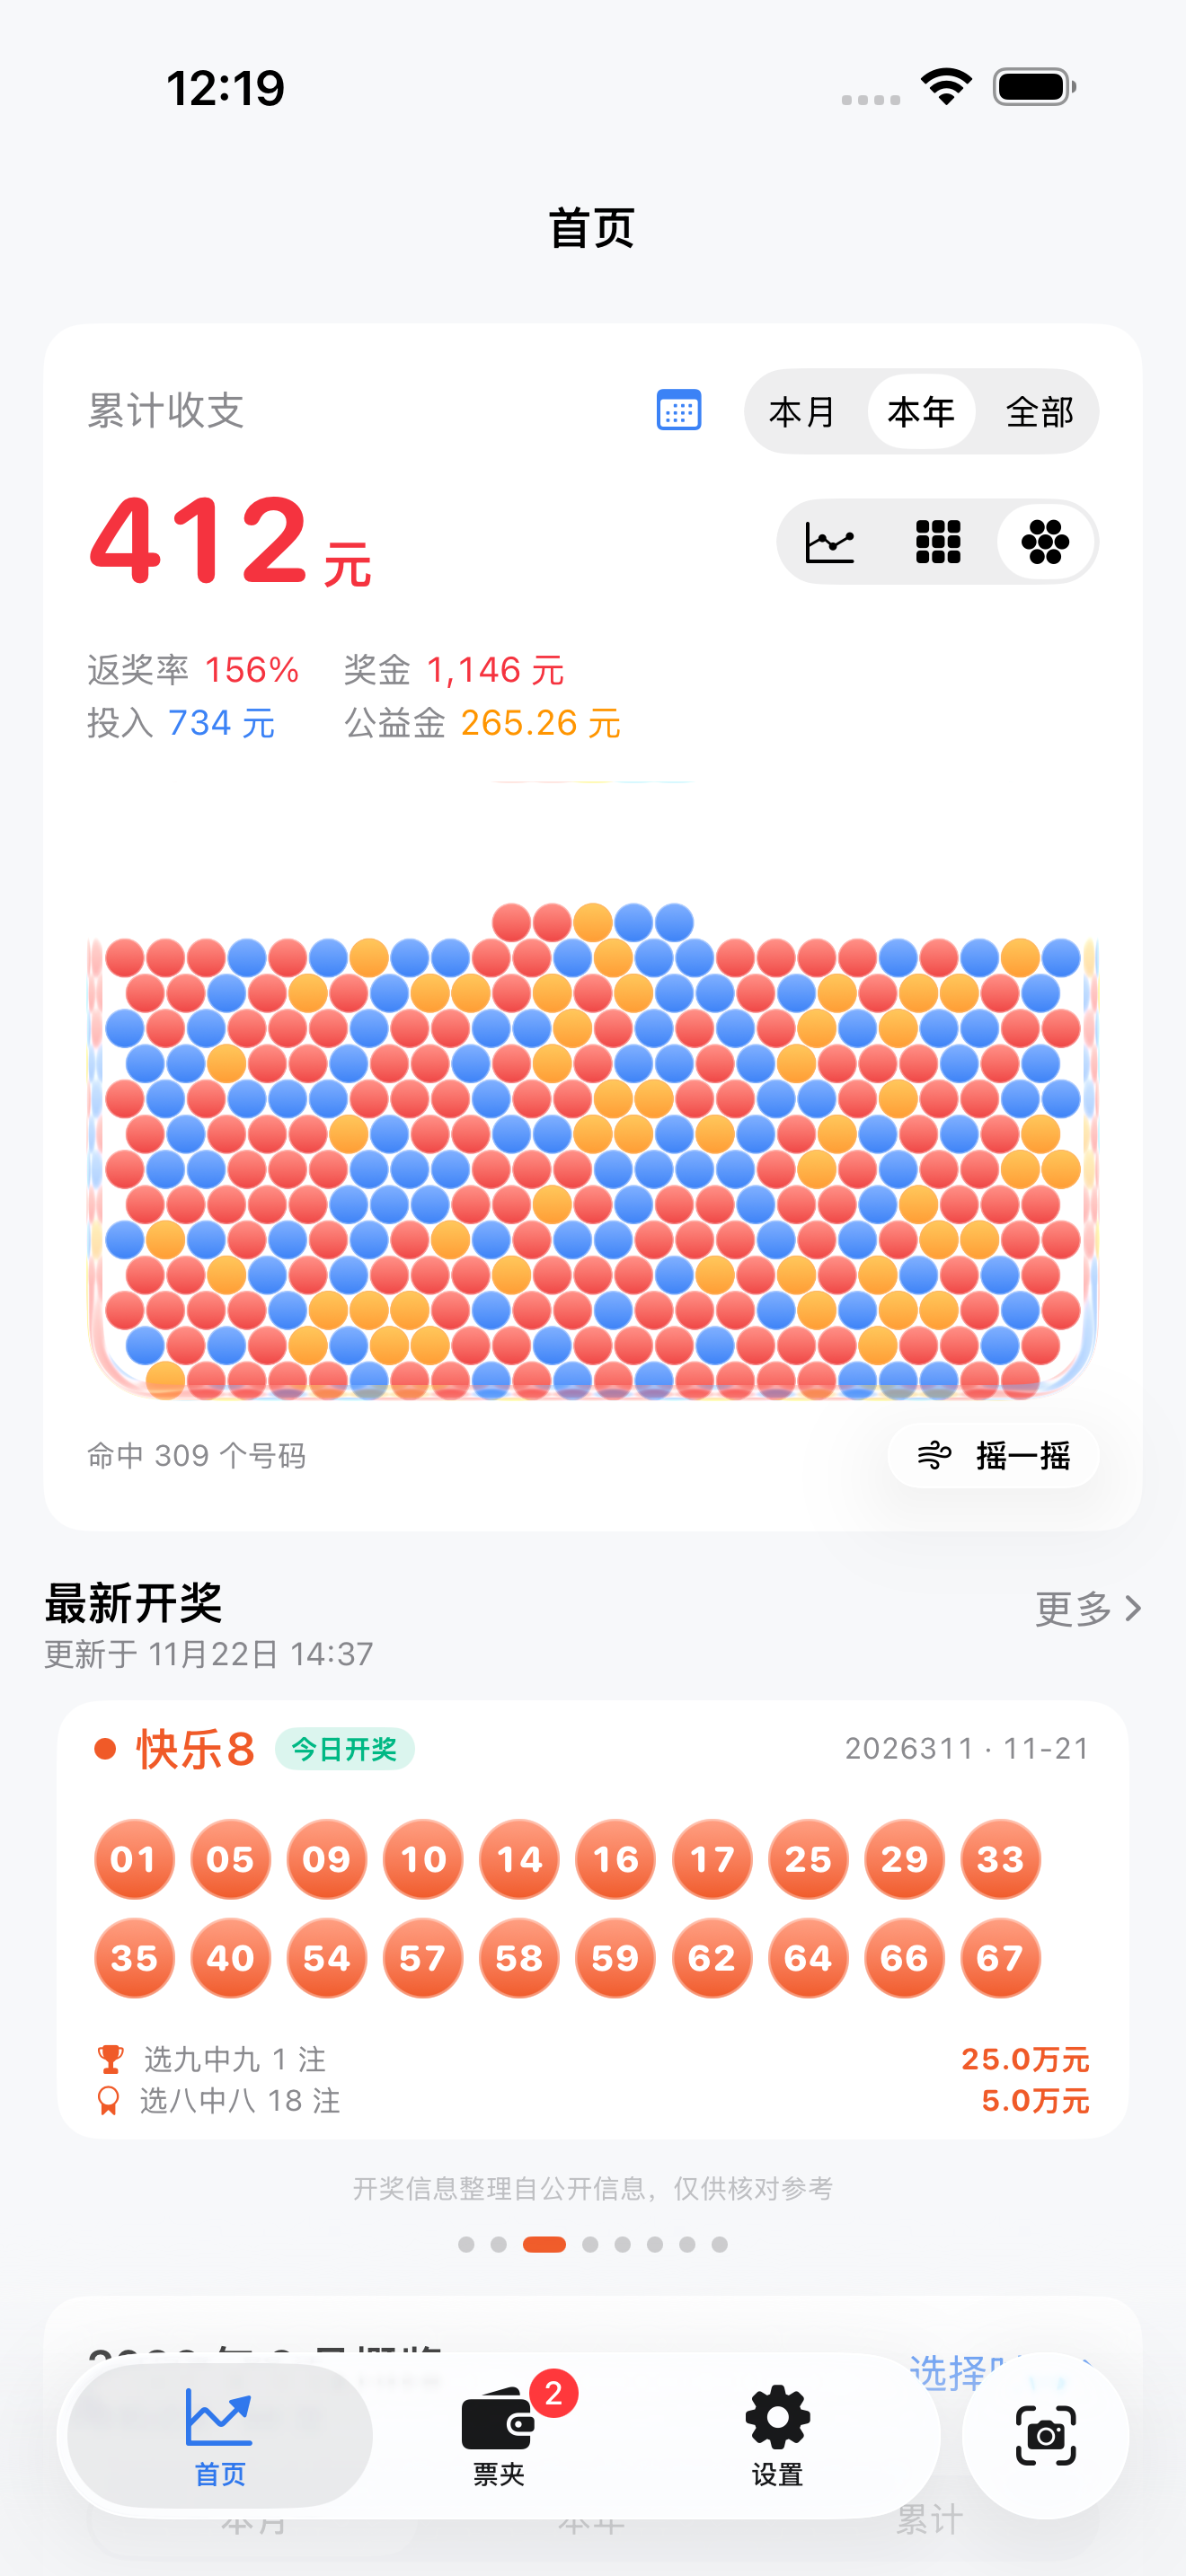 12:19
首页
累计收支
本月 本年 全部
412元
返奖率 156% 奖金 1,146 元
投入 734 元 公益金 265.26 元
命中 309 个号码
摇一摇
最新开奖
更多
更新于 11月22日 14:37
快乐8 今日开奖 2026311 · 11-21
01 05 09 10 14 16 17 25 29 33
35 40 54 57 58 59 62 64 66 67
选九中九 1 注 25.0万元
选八中八 18 注 5.0万元
开奖信息整理自公开信息，仅供核对参考
选择
2
首页 票夹 设置
本月 本年 累计